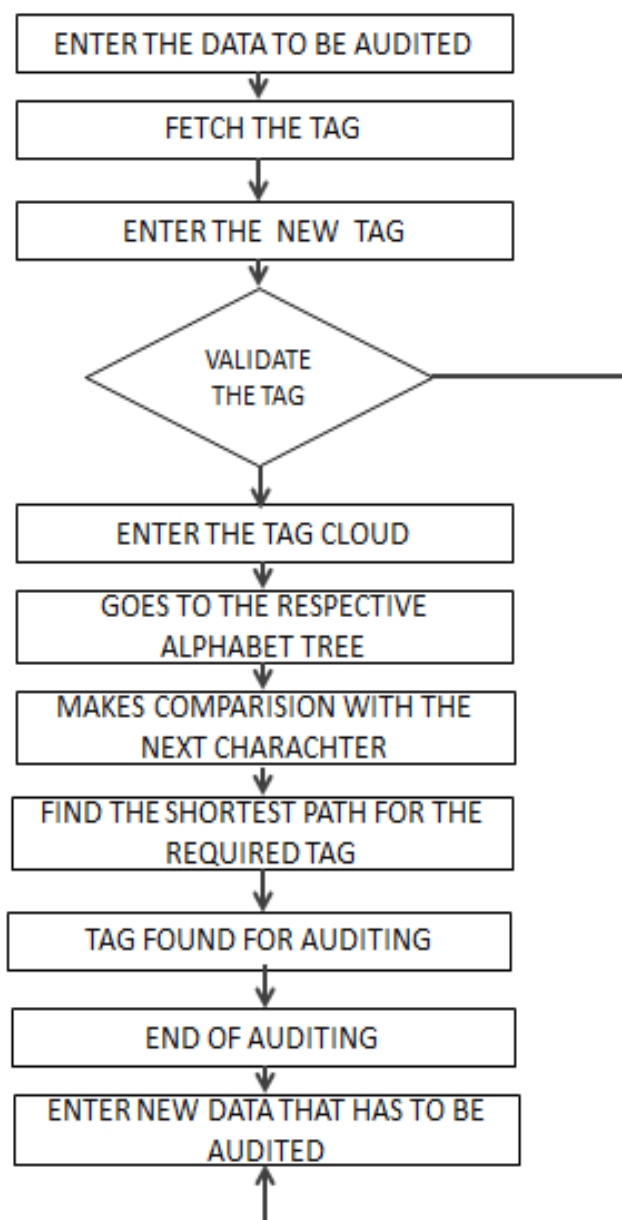 ENTER THE DATA TO BE AUDITED
FETCH THE TAG
ENTER THE NEW TAG
VALIDATE
THE TAG
ENTER THE TAG CLOUD
GOES TO THE RESPECTIVE
ALPHABET TREE
MAKES COMPARISION WITH THE
NEXT CHARACHTER
FIND THE SHORTEST PATH FOR THE
REQUIRED TAG
TAG FOUND FOR AUDITING
END OF AUDITING
ENTER NEW DATA THAT HAS TO BE
AUDITED